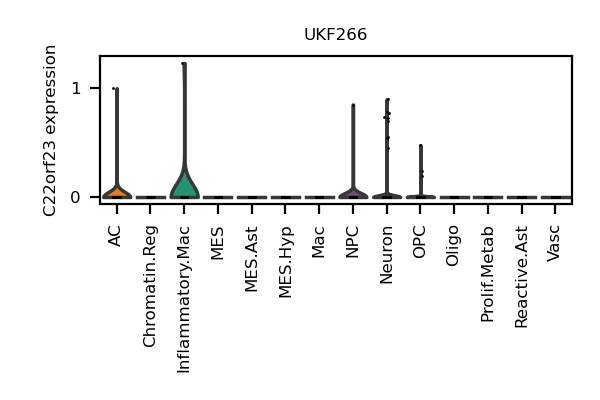 UKF266
C22orf23 expression
1
0
AC
Chromatin.Reg
Inflammatory.Mac
MES
MES.Ast
MES.Hyp
Mac
NPC
Neuron
OPC
Oligo
Prolif.Metab
Reactive.Ast
Vasc